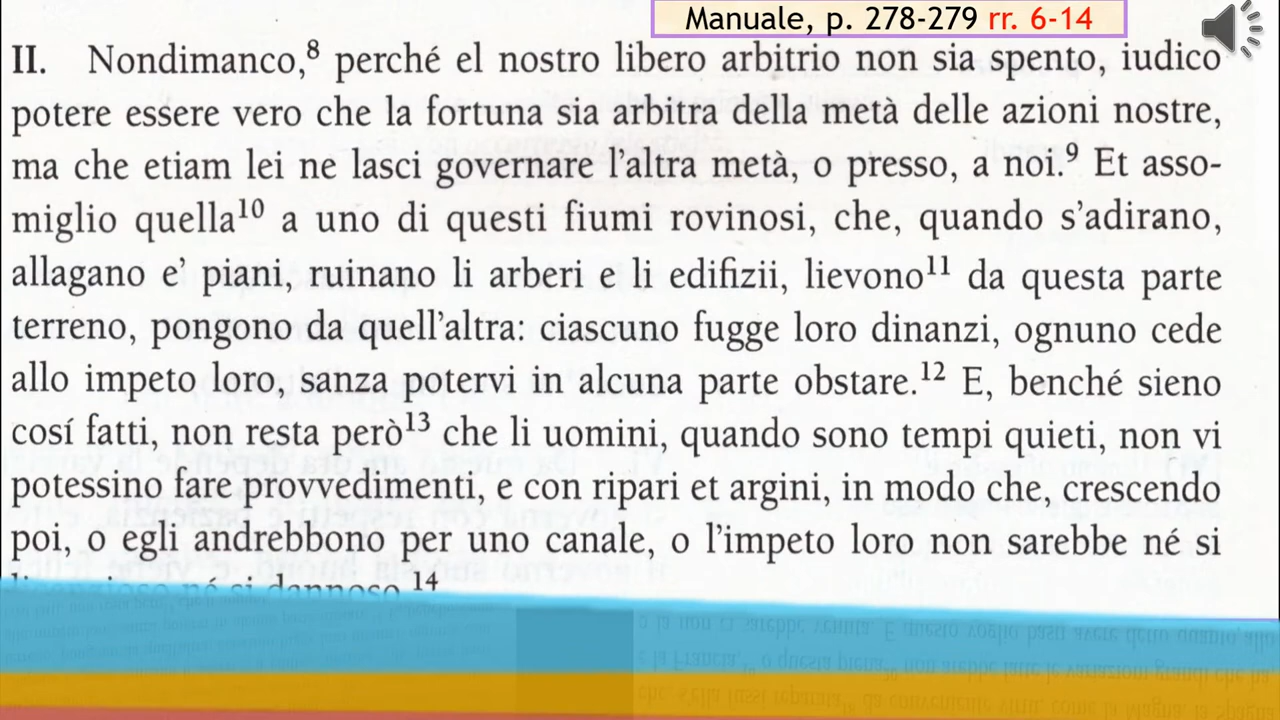 Manuale, p. 278-279 rr. 6-14
II. Nondimanco,⁸ perché el nostro libero arbitrio non sia spento, iudico
potere essere vero che la fortuna sia arbitra della metà delle azioni nostre,
ma che etiam lei ne lasci governare l'altra metà, o presso, a noi.⁹ Et asso-
miglio quella¹⁰ a uno di questi fiumi rovinosi, che, quando s'adirano,
allagano e' piani, ruinano li arberi e li edifizii, lievono¹¹ da questa parte
terreno, pongono da quell'altra: ciascuno fugge loro dinanzi, ognuno cede
allo impeto loro, sanza potervi in alcuna parte obstare.¹² E, benché sieno
cosí fatti, non resta però¹³ che li uomini, quando sono tempi quieti, non vi
potessino fare provvedimenti, e con ripari et argini, in modo che, crescendo
poi, o egli andrebbono per uno canale, o l'impeto loro non sarebbe né si
né si dannoso.¹⁴